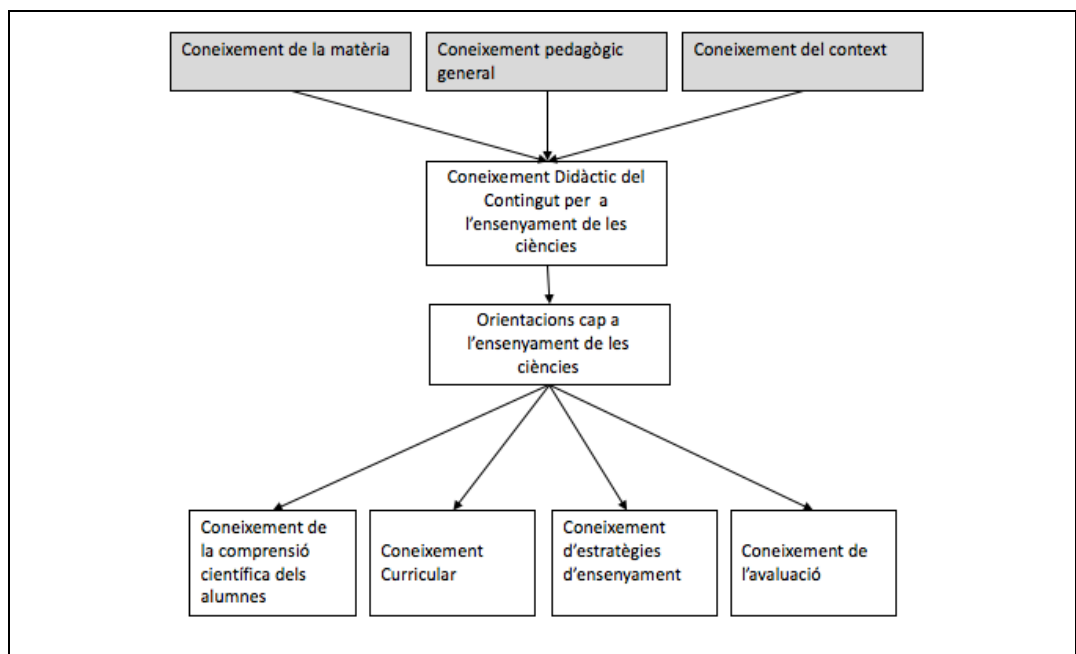 Coneixement de la matèria
Coneixement pedagògic
general
Coneixement del context
Coneixement Didàctic del
Contingut per a
l'ensenyament de les
ciències
Orientacions cap a
l'ensenyament de les
ciències
Coneixement de
la comprensió
científica dels
alumnes
Coneixement
Curricular
Coneixement
d'estratègies
d'ensenyament
Coneixement de
l'avaluació